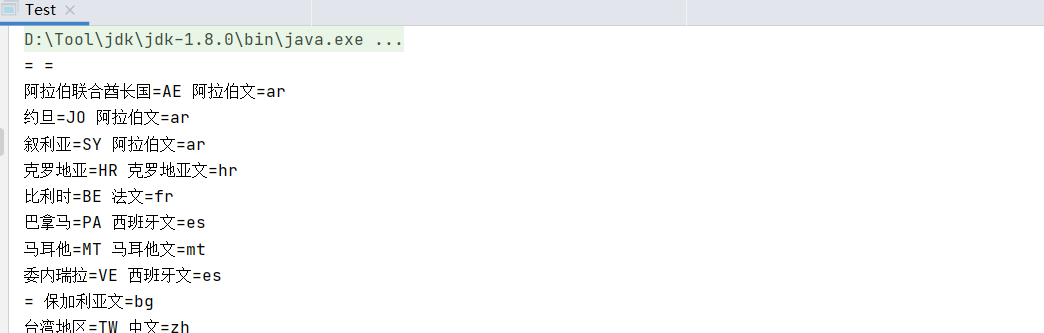 Test
D:\Tool\jdk\jdk-1.8.0\bin\java.exe ...
= =
阿拉伯联合酋长国=AE 阿拉伯文=ar
约旦=JO 阿拉伯文=ar
叙利亚=SY 阿拉伯文=ar
克罗地亚=HR 克罗地亚文=hr
比利时=BE 法文=fr
巴拿马=PA 西班牙文=es
马耳他=MT 马耳他文=mt
委内瑞拉=VE 西班牙文=es
= 保加利亚文=bg
台湾地区=TW 中文=zh